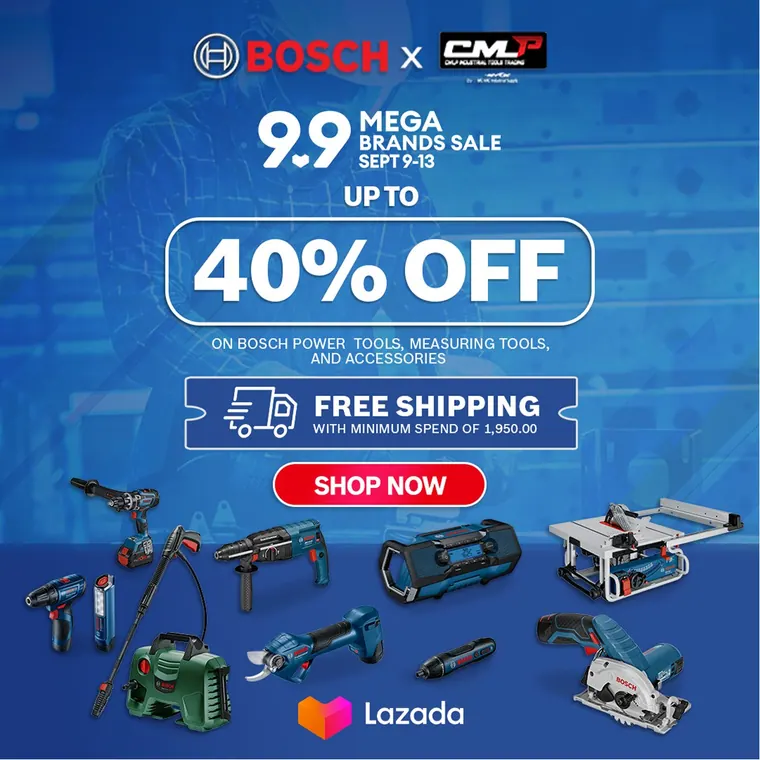 BOSCH X CMLP
CMLP INDUSTRIAL TOOLS TRADING
9.9 MEGA
BRANDS SALE
SEPT 9-13
UP TO
40% OFF
ON BOSCH POWER TOOLS, MEASURING TOOLS,
AND ACCESSORIES
FREE SHIPPING
WITH MINIMUM SPEND OF 1,950.00
SHOP NOW
BOSCH
Lazada